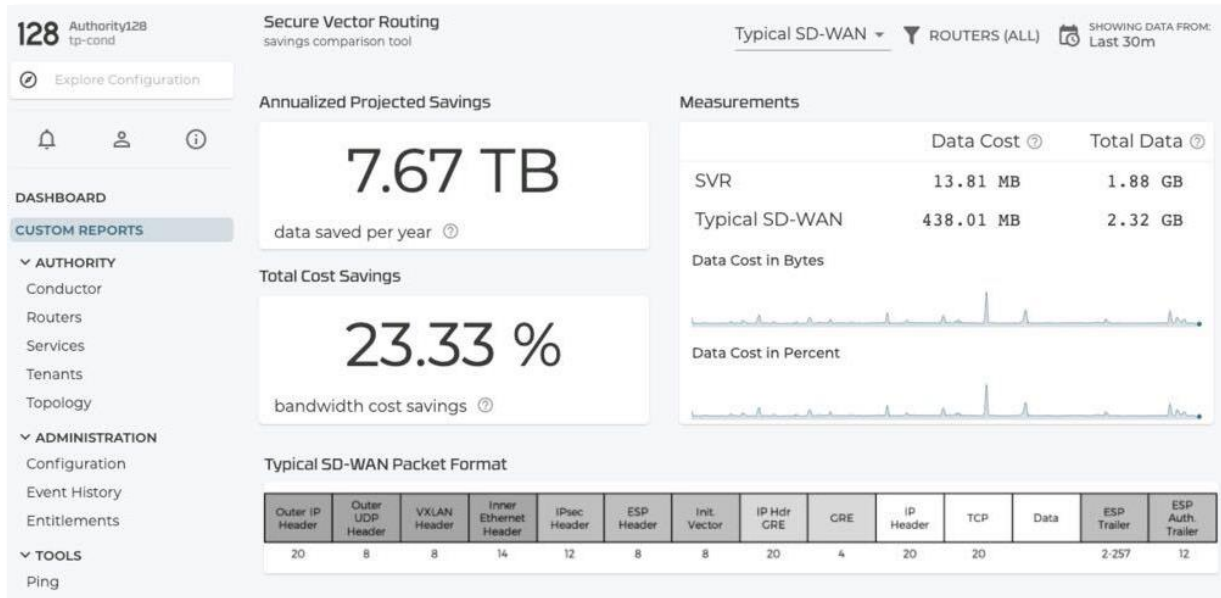 128 Authority128
tp-cond
Explore Configuration
DASHBOARD
CUSTOM REPORTS
AUTHORITY
Conductor
Routers
Services
Tenants
Topology
ADMINISTRATION
Configuration
Event History
Entitlements
TOOLS
Ping
Secure Vector Routing
savings comparison tool
Typical SD-WAN
ROUTERS (ALL)
SHOWING DATA FROM:
Last 30m
Annualized Projected Savings
7.67 TB
data saved per year
Total Cost Savings
23.33 %
bandwidth cost savings
Measurements
Data Cost Total Data
SVR 13.81 MB 1.88 GB
Typical SD-WAN 438.01 MB 2.32 GB
Data Cost in Bytes
Data Cost in Percent
Typical SD-WAN Packet Format
Outer IP Header
Outer UDP Header
VXLAN Header
Inner Ethernet Header
IPsec Header
ESP Header
Init. Vector
IP Hdr GRE
GRE
IP Header
TCP
Data
ESP Trailer
ESP Auth. Trailer
20 8 8 14 12 8 8 20 4 20 20 2-257 12